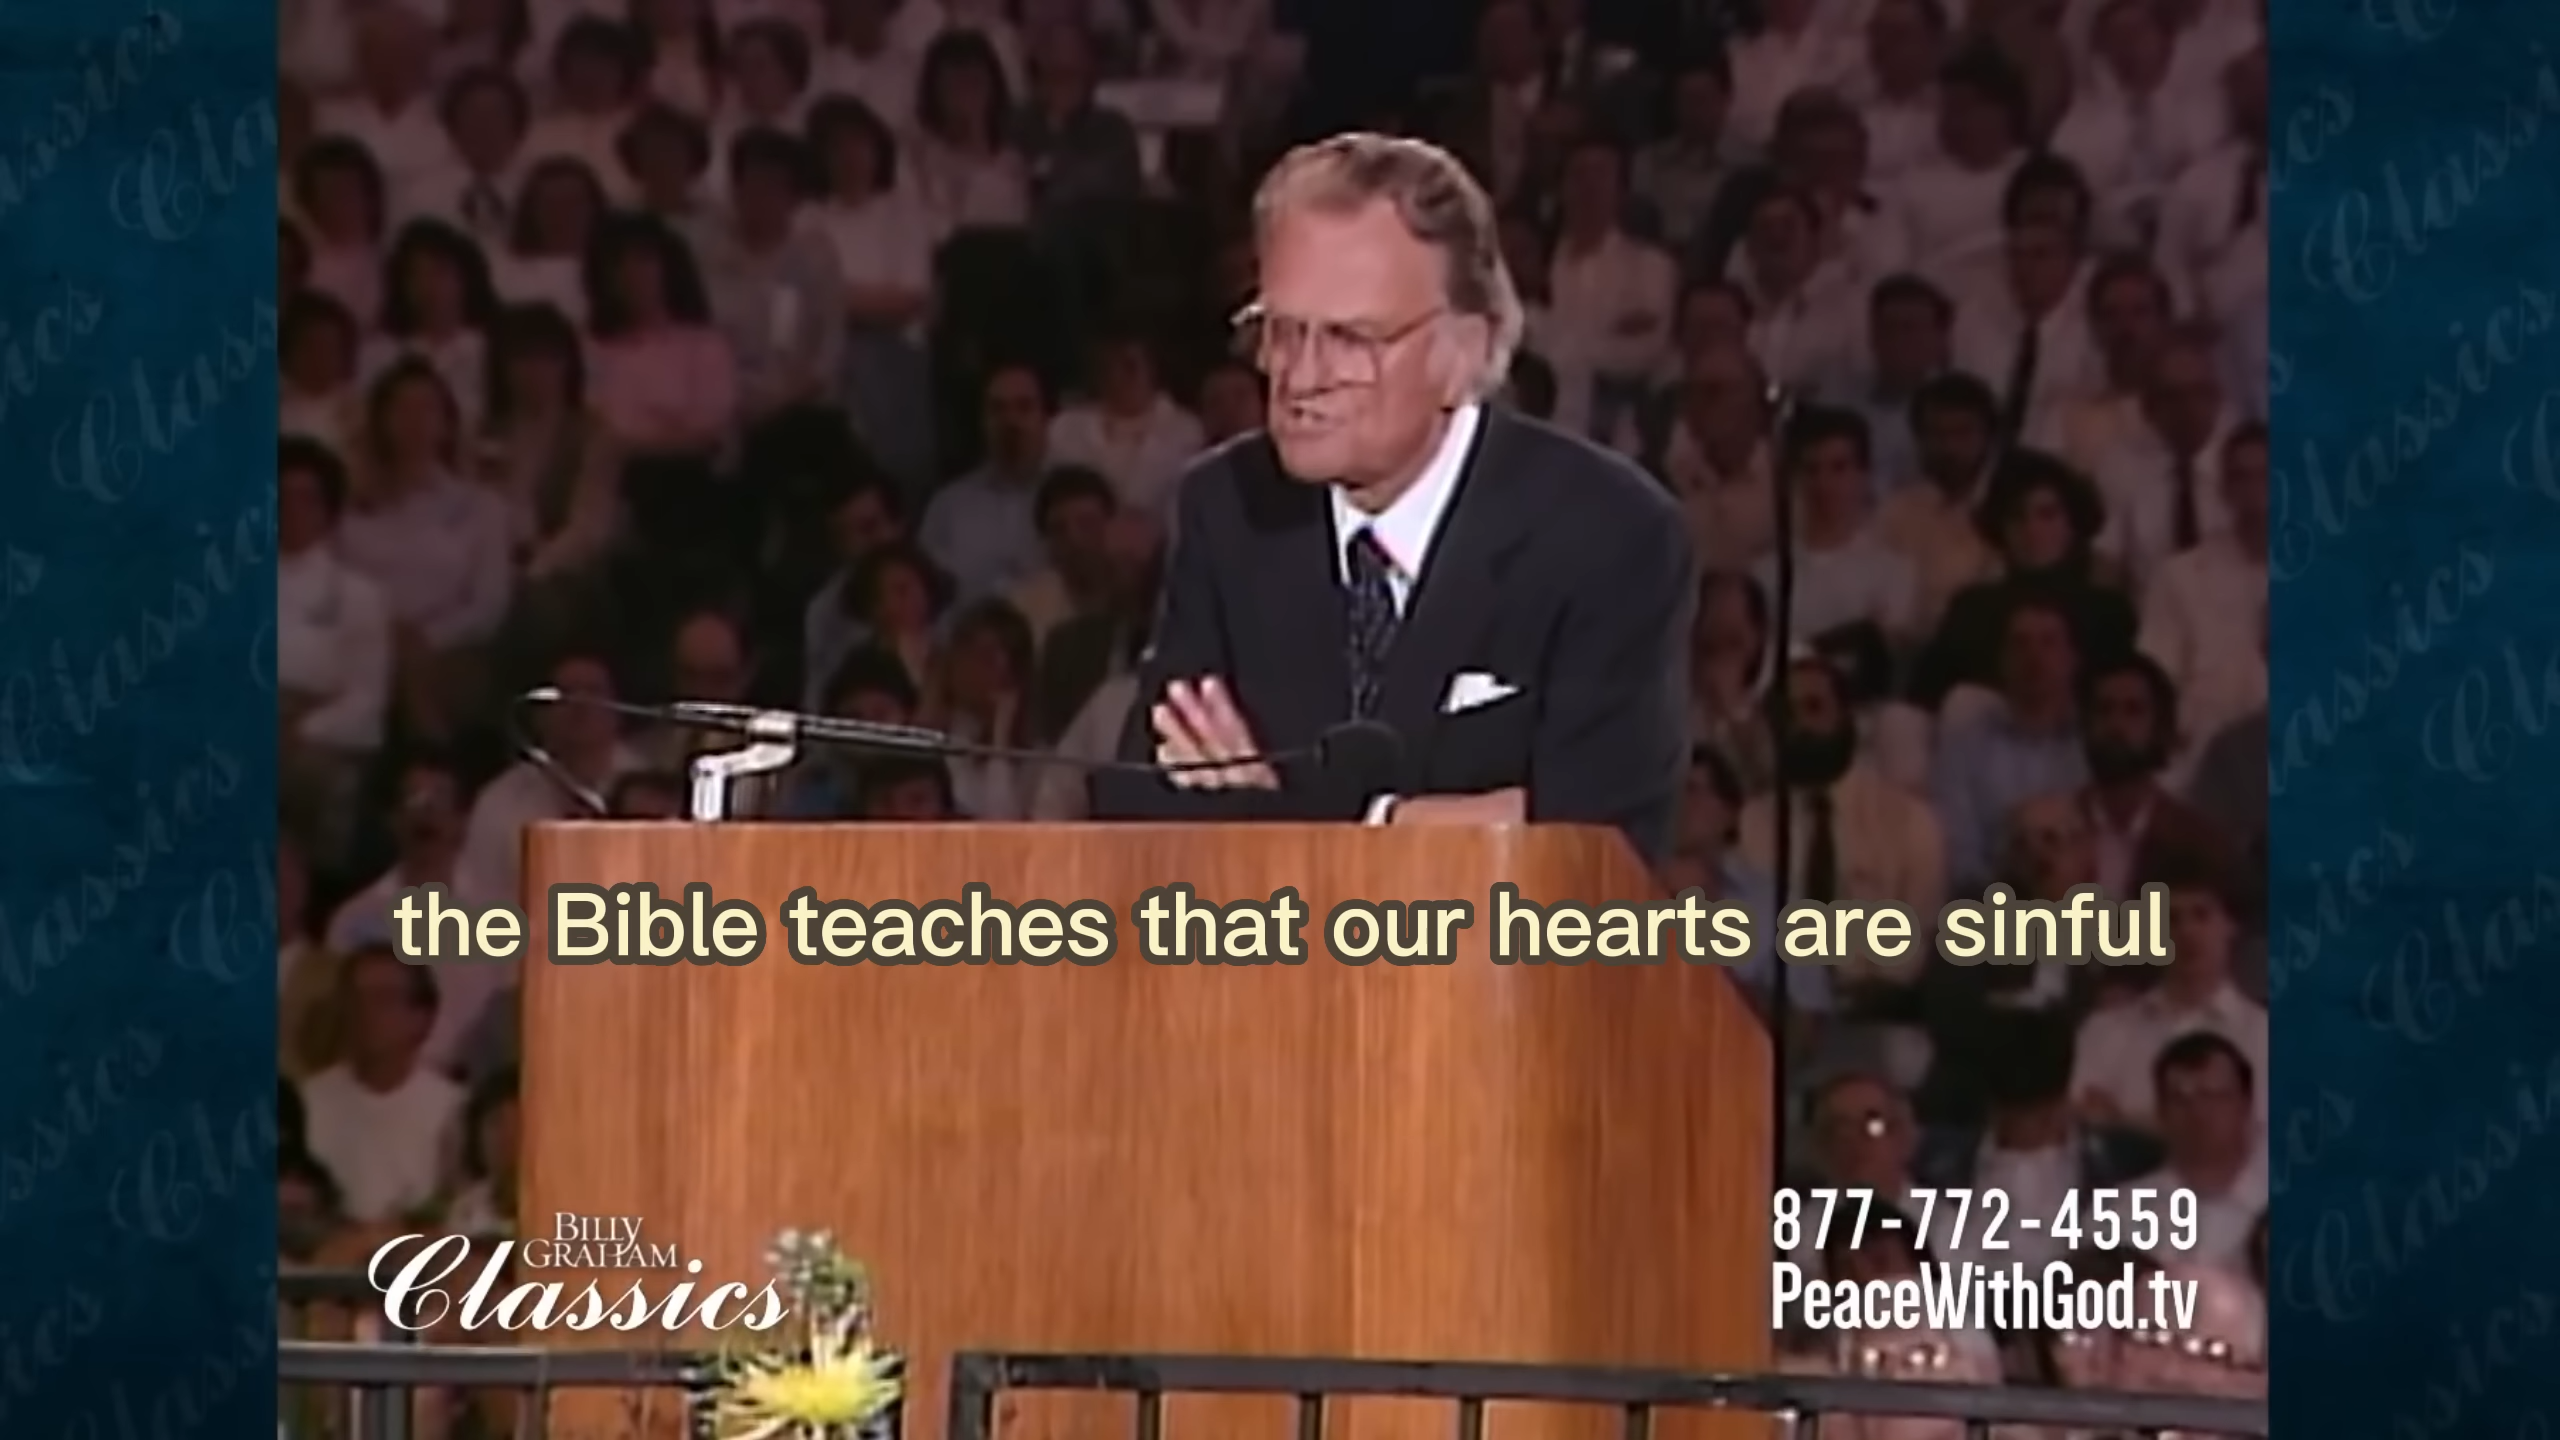 the Bible teaches that our hearts are sinful
BILLY
GRAHAM
Classics
877-772-4559
PeaceWithGod.tv